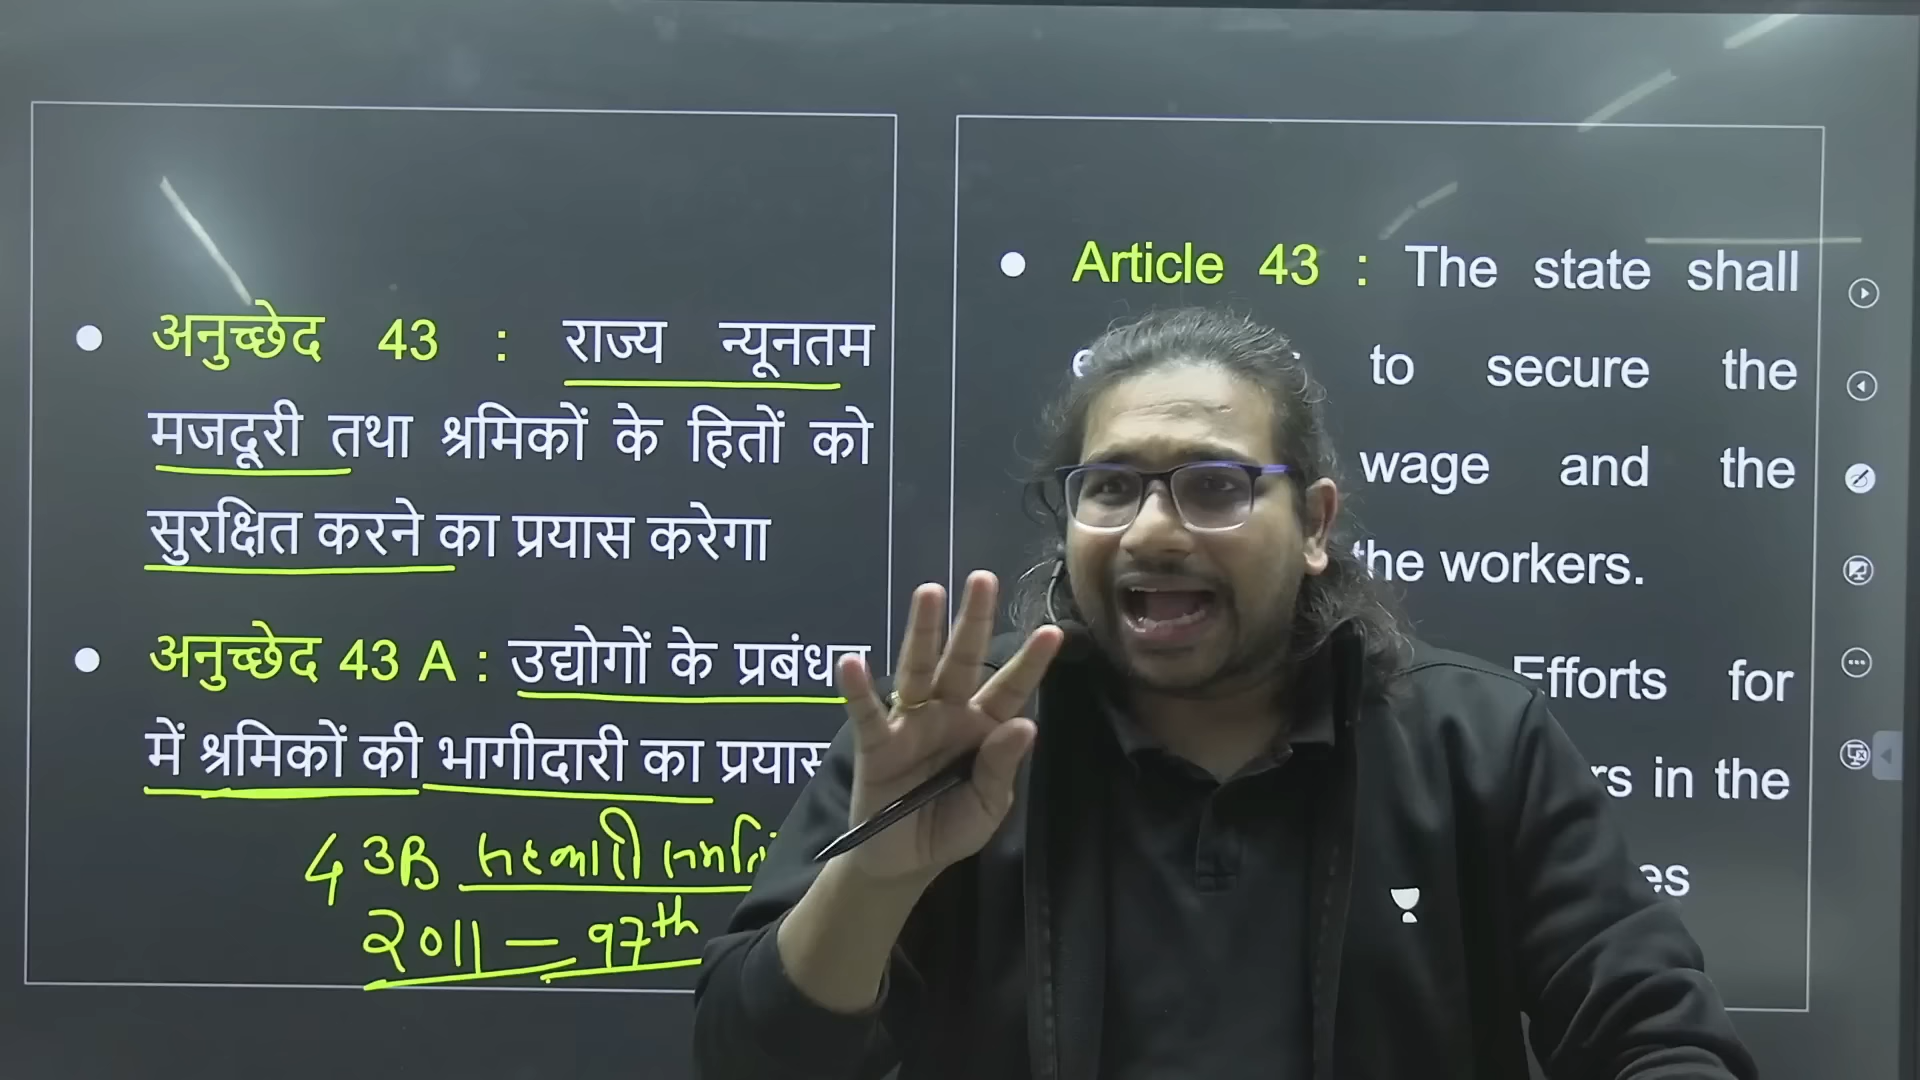 अनुच्छेद 43 : राज्य न्यूनतम
मजदूरी तथा श्रमिकों के हितों को
सुरक्षित करने का प्रयास करेगा
अनुच्छेद 43 A : उद्योगों के प्रबंधन
में श्रमिकों की भागीदारी का प्रयास
43B सहकारी
2011 — 97th
Article 43 : The state shall
to secure the
wage and the
the workers.
Efforts for
in the